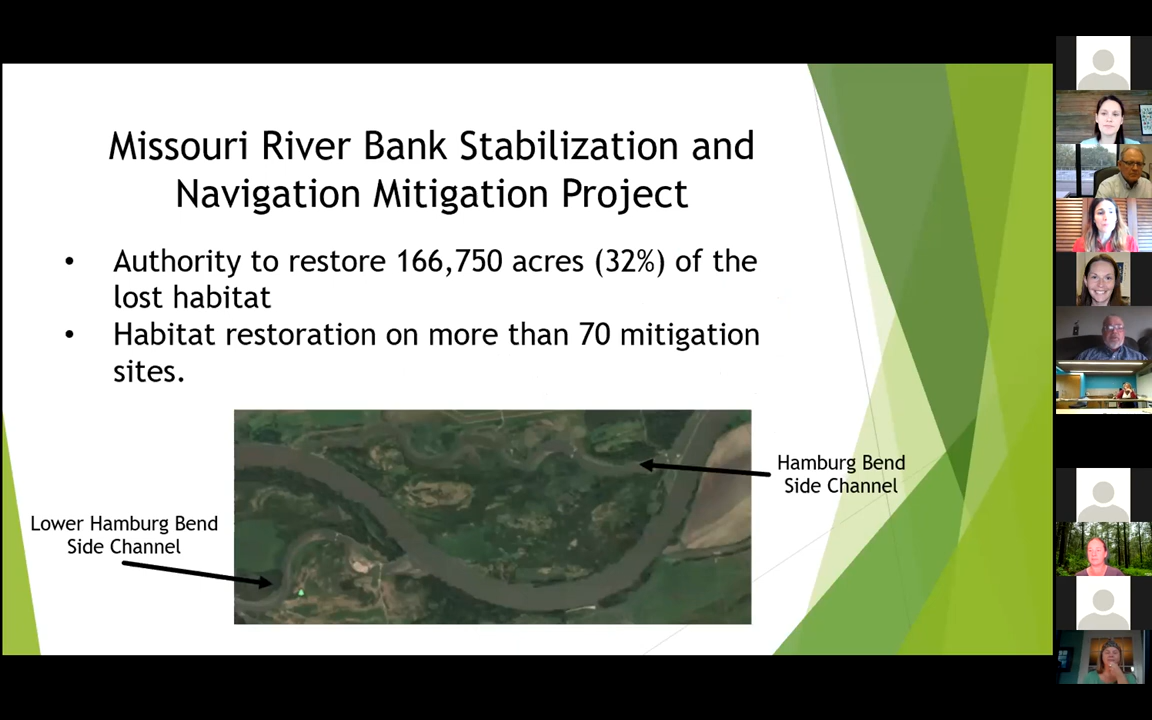 Missouri River Bank Stabilization and
Navigation Mitigation Project
• Authority to restore 166,750 acres (32%) of the
lost habitat
• Habitat restoration on more than 70 mitigation
sites.
Hamburg Bend
Side Channel
Lower Hamburg Bend
Side Channel